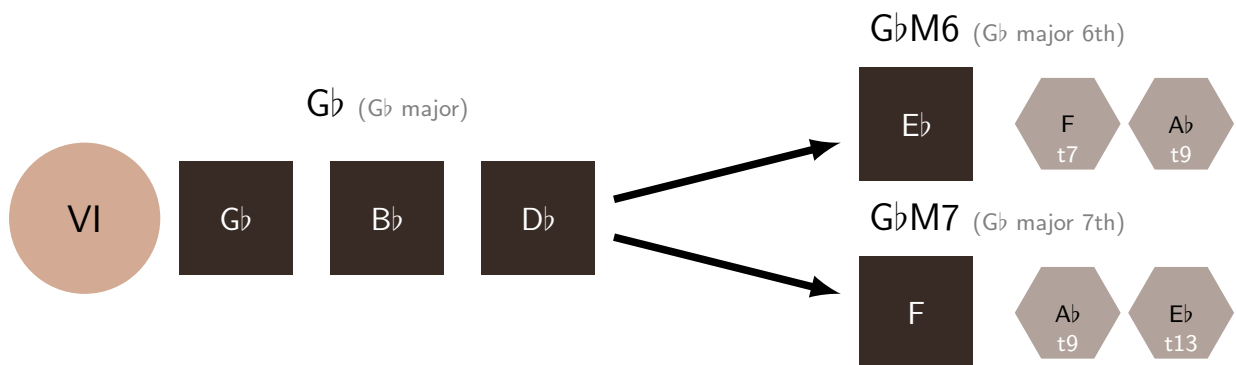 G♭M6 (G♭ major 6th)
G♭ (G♭ major)
E♭
F
t7
A♭
t9
VI
G♭
B♭
D♭
G♭M7 (G♭ major 7th)
F
A♭
t9
E♭
t13